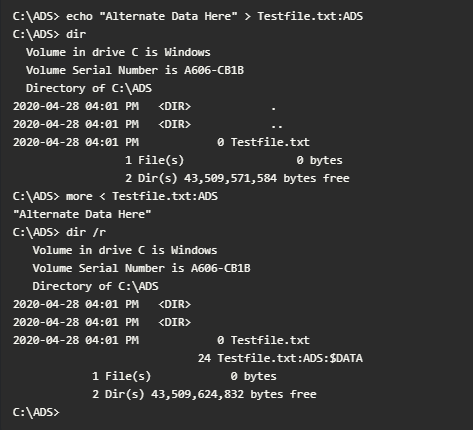 C:\ADS> echo "Alternate Data Here" > Testfile.txt:ADS
C:\ADS> dir
Volume in drive C is Windows
Volume Serial Number is A606-CB1B
Directory of C:\ADS
2020-04-28 04:01 PM <DIR> .
2020-04-28 04:01 PM <DIR> ..
2020-04-28 04:01 PM 0 Testfile.txt
1 File(s) 0 bytes
2 Dir(s) 43,509,571,584 bytes free
C:\ADS> more < Testfile.txt:ADS
"Alternate Data Here"
C:\ADS> dir /r
Volume in drive C is Windows
Volume Serial Number is A606-CB1B
Directory of C:\ADS
2020-04-28 04:01 PM <DIR>
2020-04-28 04:01 PM <DIR>
2020-04-28 04:01 PM 0 Testfile.txt
24 Testfile.txt:ADS:$DATA
1 File(s) 0 bytes
2 Dir(s) 43,509,624,832 bytes free
C:\ADS>